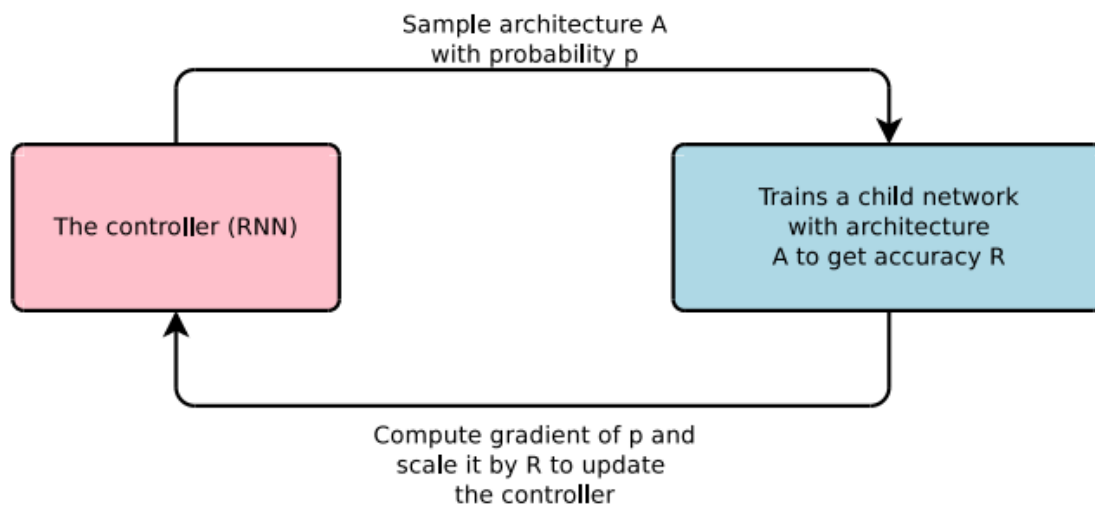 Sample architecture A
with probability p
The controller (RNN)
Trains a child network
with architecture
A to get accuracy R
Compute gradient of p and
scale it by R to update
the controller